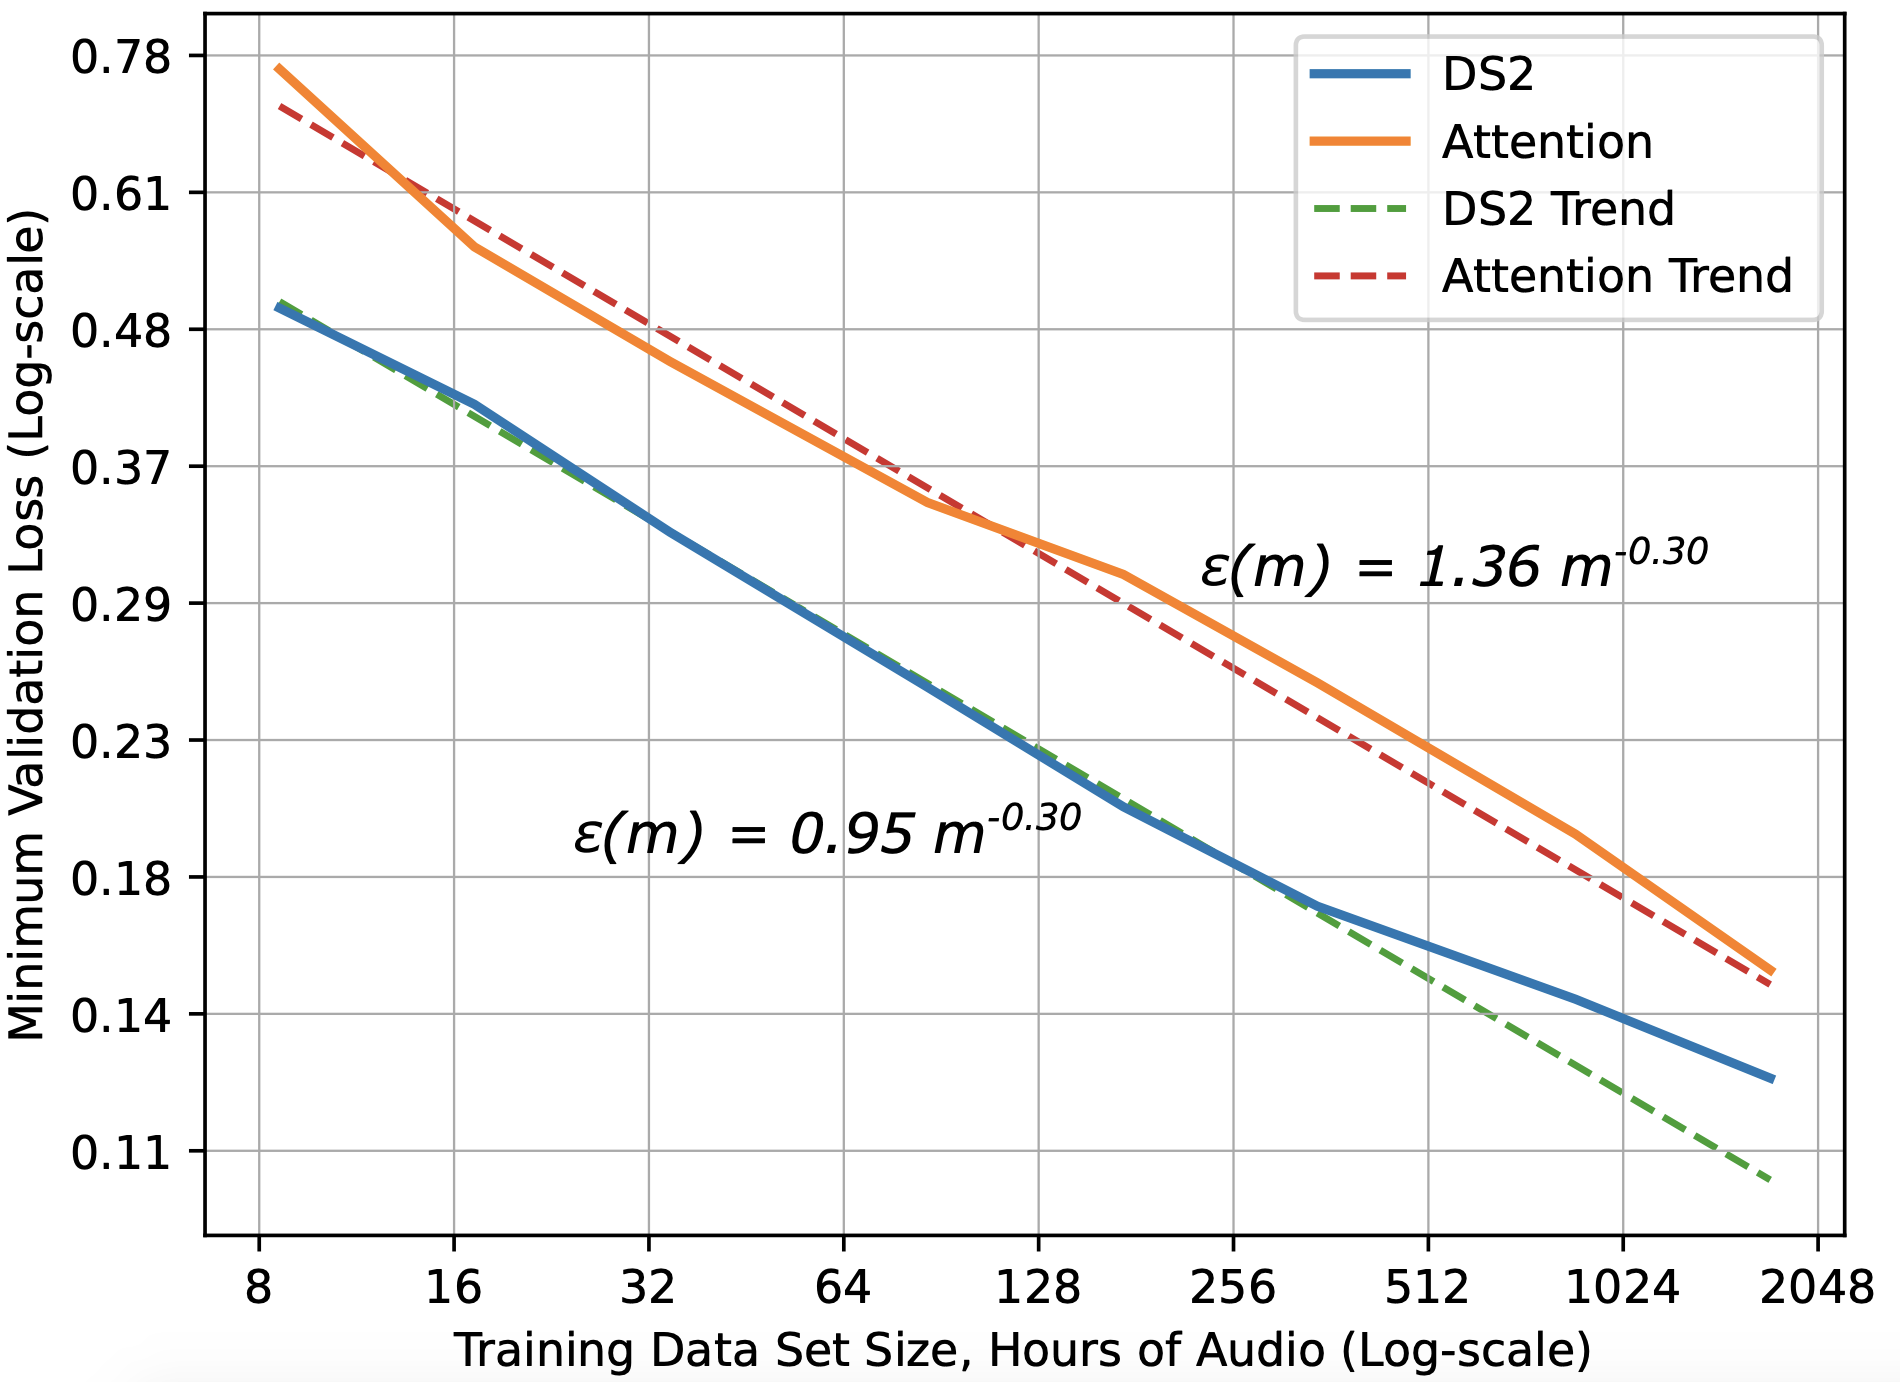 DS2
Attention
DS2 Trend
Attention Trend
0.78
0.61
0.48
0.37
0.29
0.23
0.18
0.14
0.11
Minimum Validation Loss (Log-scale)
ε(m) = 1.36 m^-0.30
ε(m) = 0.95 m^-0.30
8 16 32 64 128 256 512 1024 2048
Training Data Set Size, Hours of Audio (Log-scale)